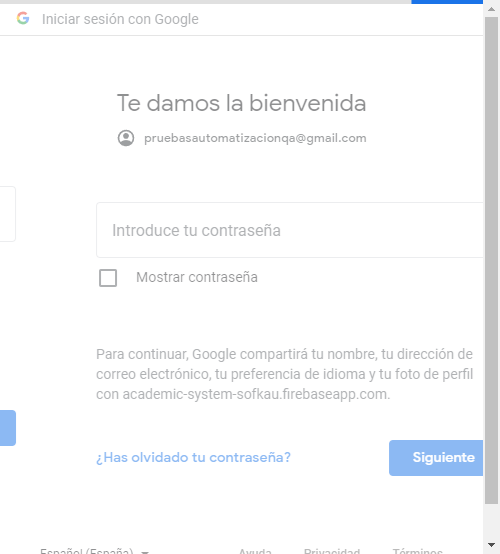 Iniciar sesión con Google
Te damos la bienvenida
pruebasautomatizacionqa@gmail.com
Introduce tu contraseña
Mostrar contraseña
Para continuar, Google compartirá tu nombre, tu dirección de
correo electrónico, tu preferencia de idioma y tu foto de perfil
con academic-system-sofkau.firebaseapp.com.
¿Has olvidado tu contraseña?
Siguiente
Español (España)
Ayuda
Privacidad
Términos